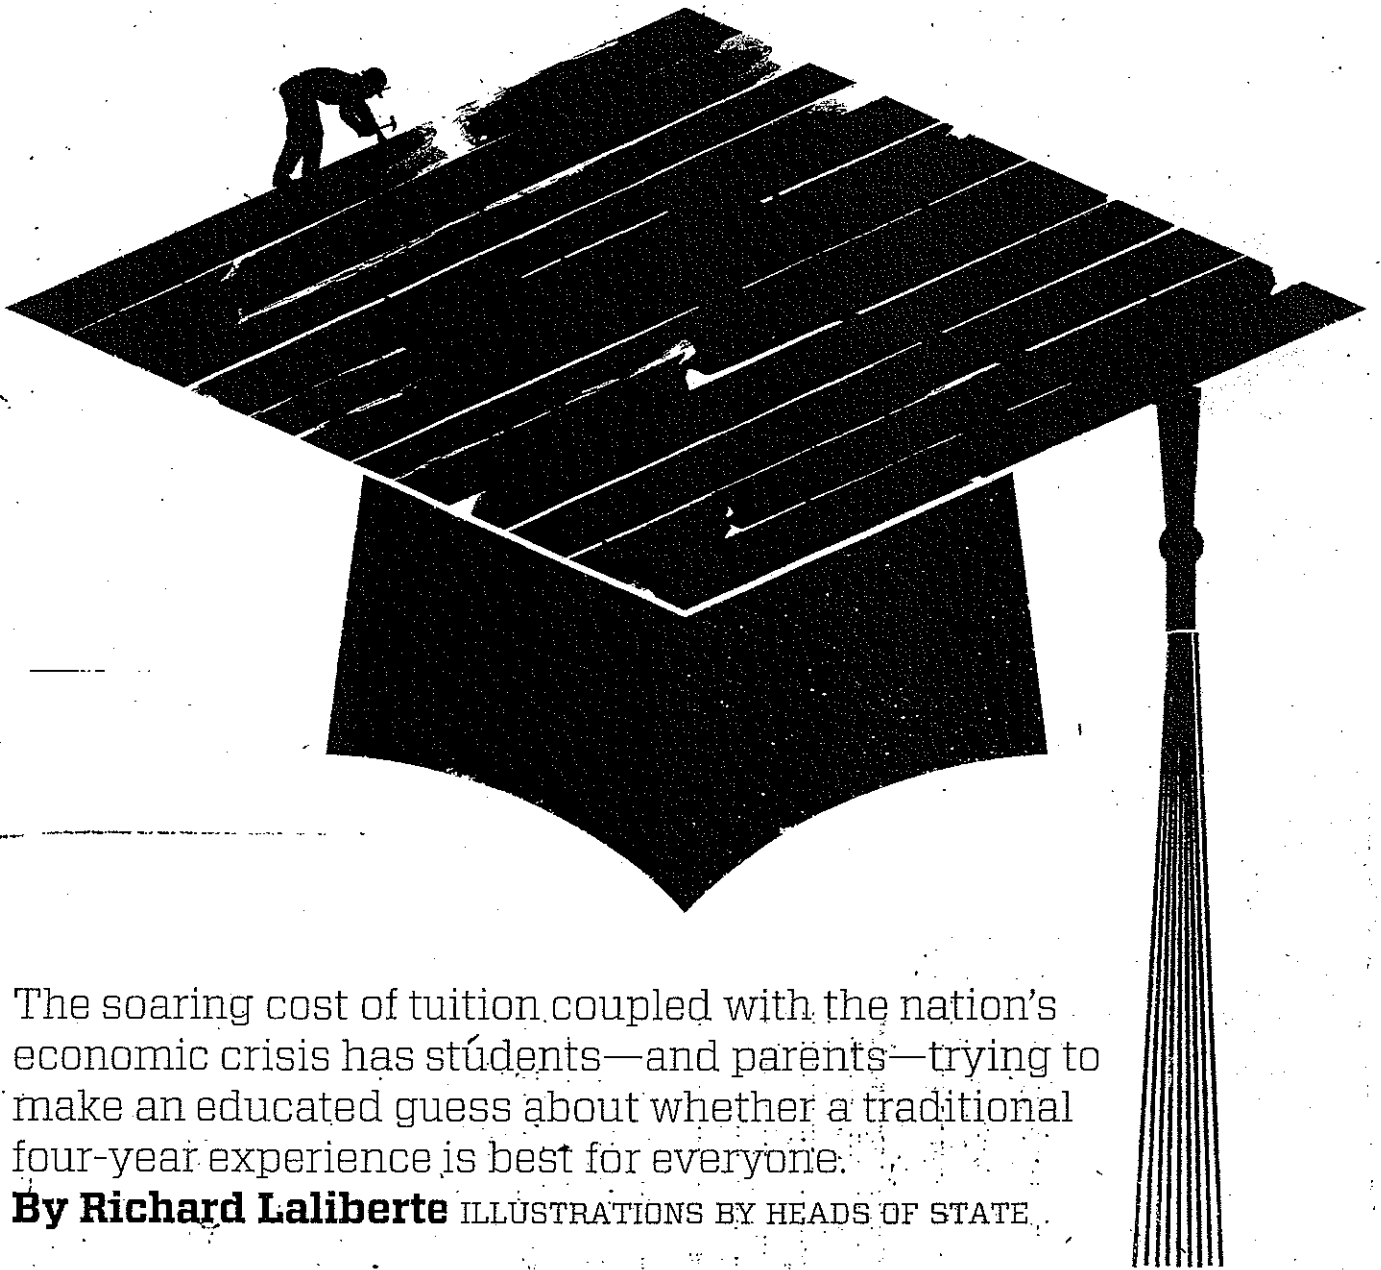 The soaring cost of tuition coupled with the nation's
economic crisis has students—and parents—trying to
make an educated guess about whether a traditional
four-year experience is best for everyone.
By Richard Laliberte ILLUSTRATIONS BY HEADS OF STATE